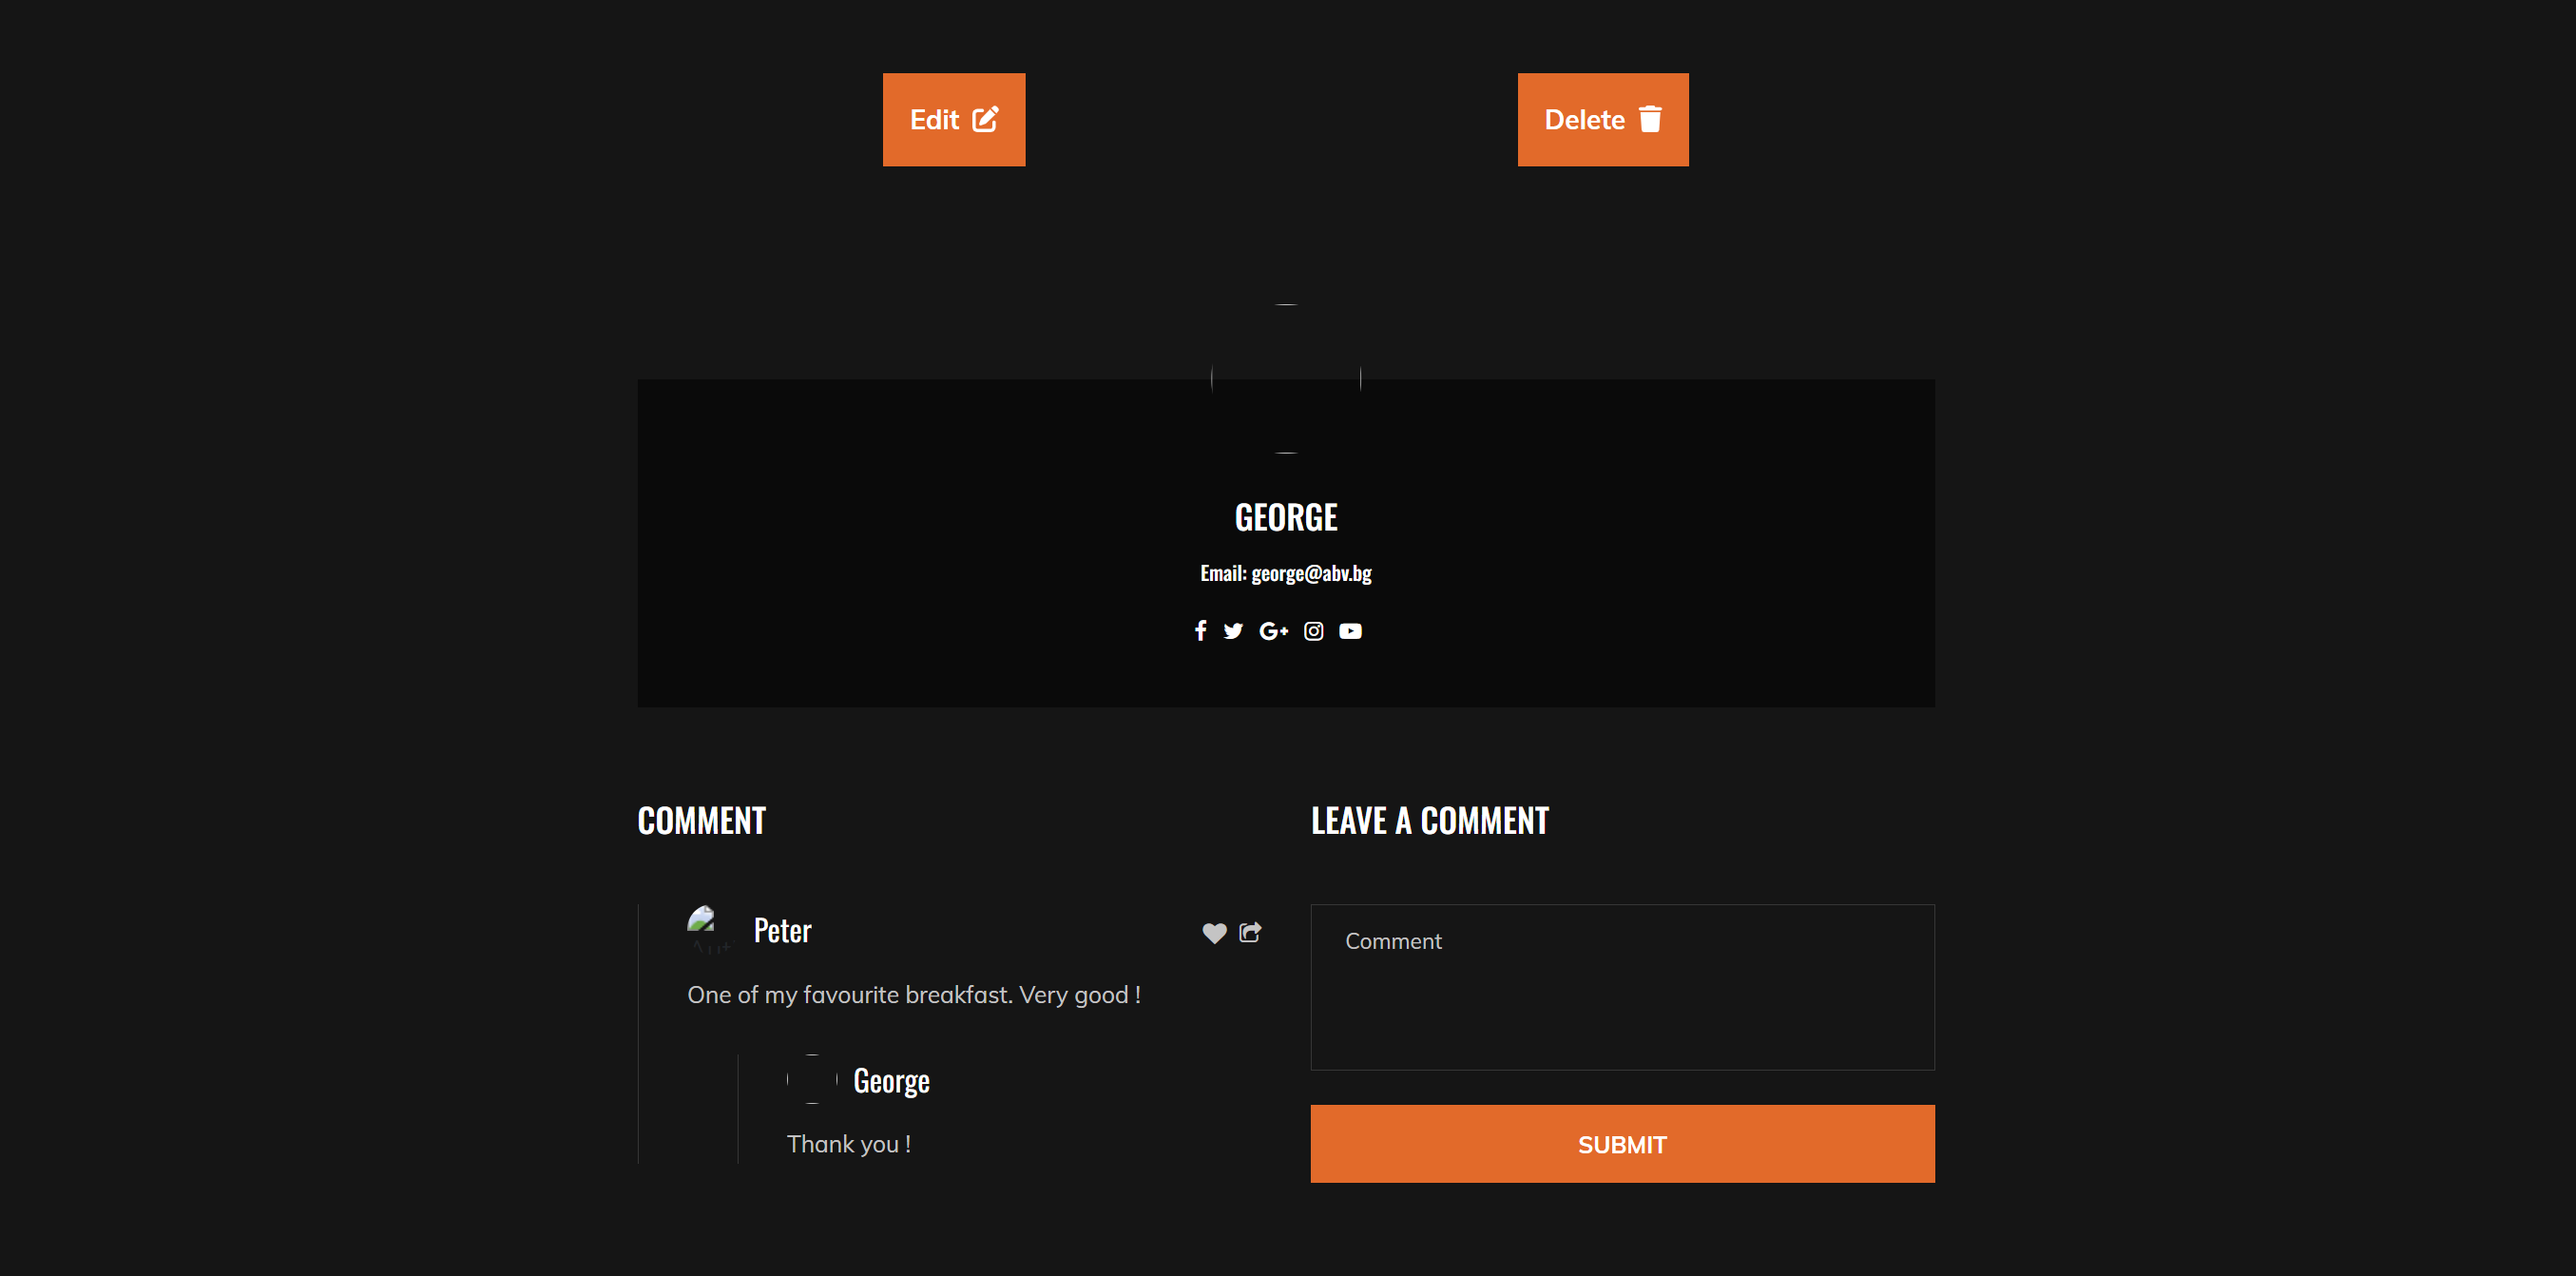 Edit
Delete
GEORGE
Email: george@abv.bg
COMMENT
Peter
One of my favourite breakfast. Very good !
George
Thank you !
LEAVE A COMMENT
Comment
SUBMIT